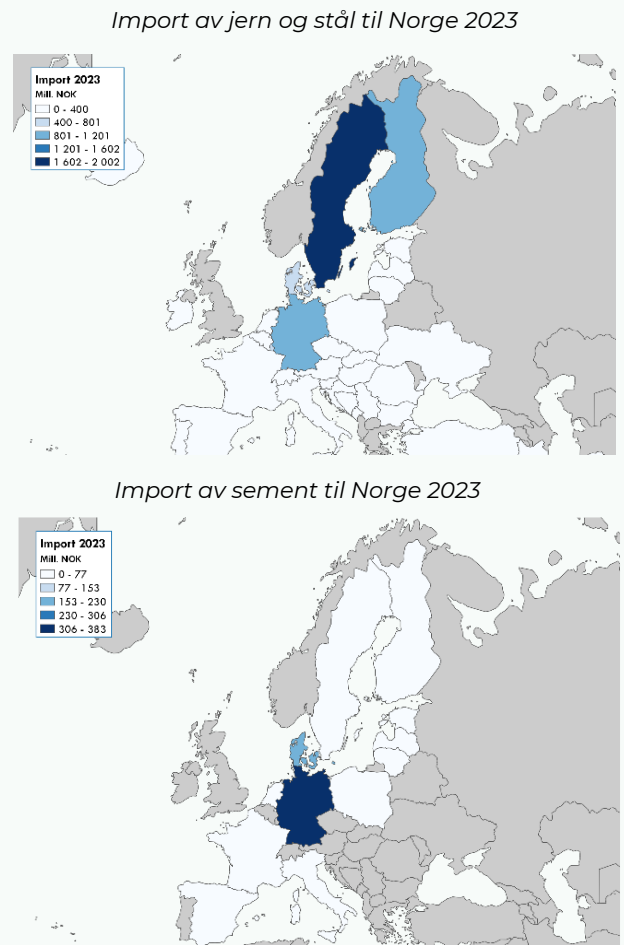 Import av jern og stål til Norge 2023
Import 2023
Mill. NOK
0 - 400
400 - 801
801 - 1 201
1 201 - 1 602
1 602 - 2 002
Import av sement til Norge 2023
Import 2023
Mill. NOK
0 - 77
77 - 153
153 - 230
230 - 306
306 - 383